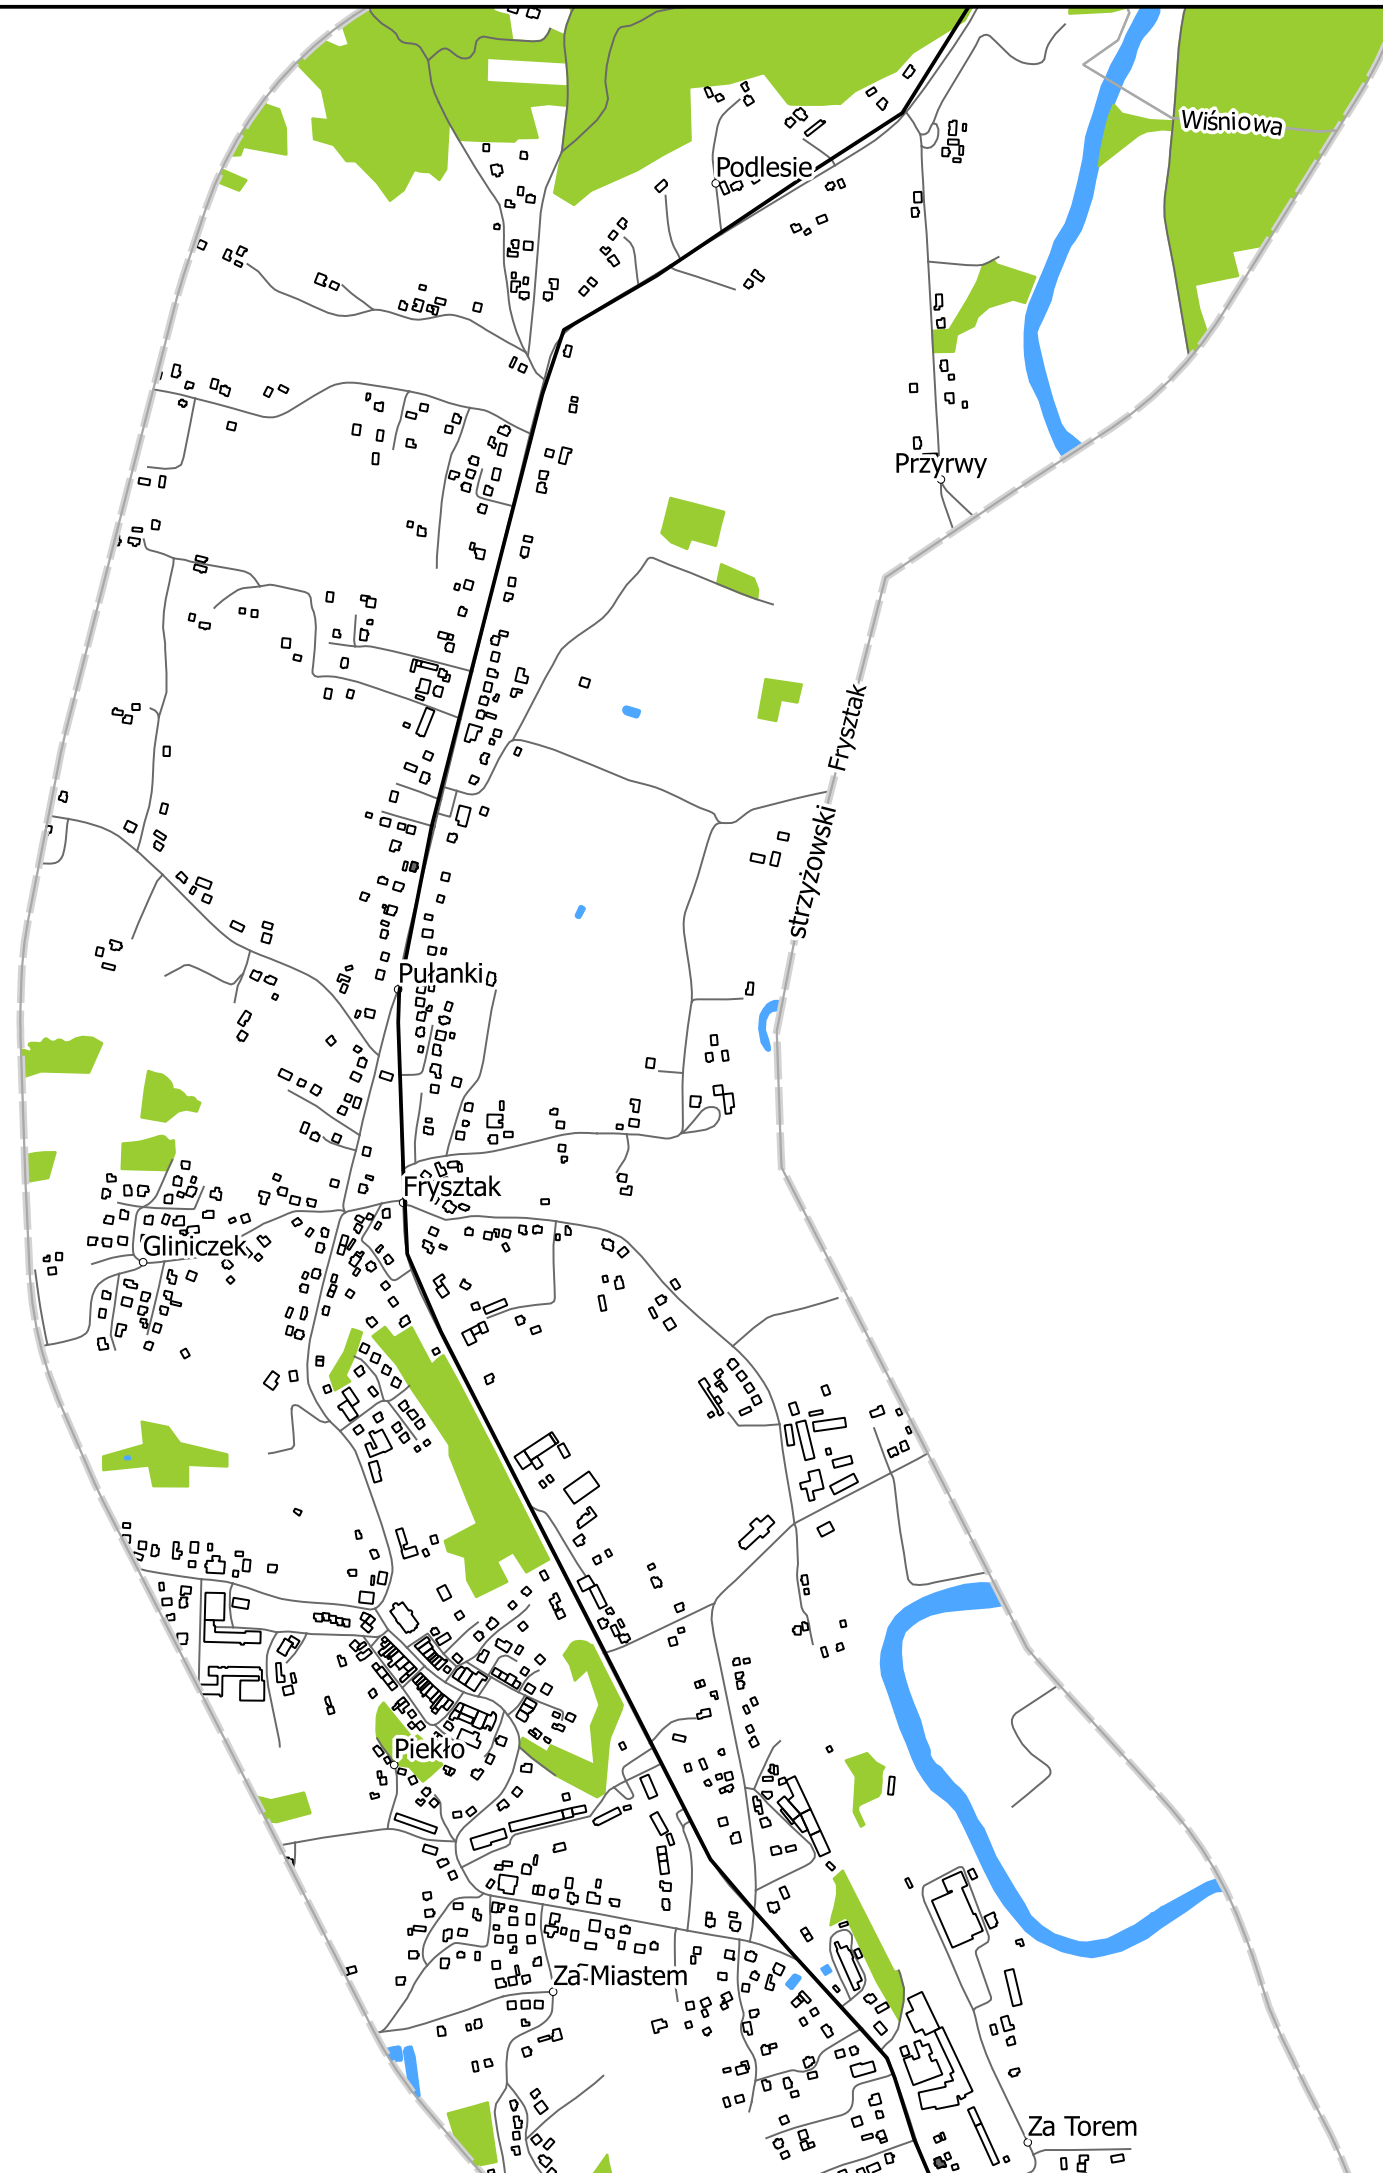 Wiśniowa
Podlesie
Przyrwy
Frysztak
strzyżowski
Pułanki
Frysztak
Gliniczek
Piekło
Za Miastem
Za Torem